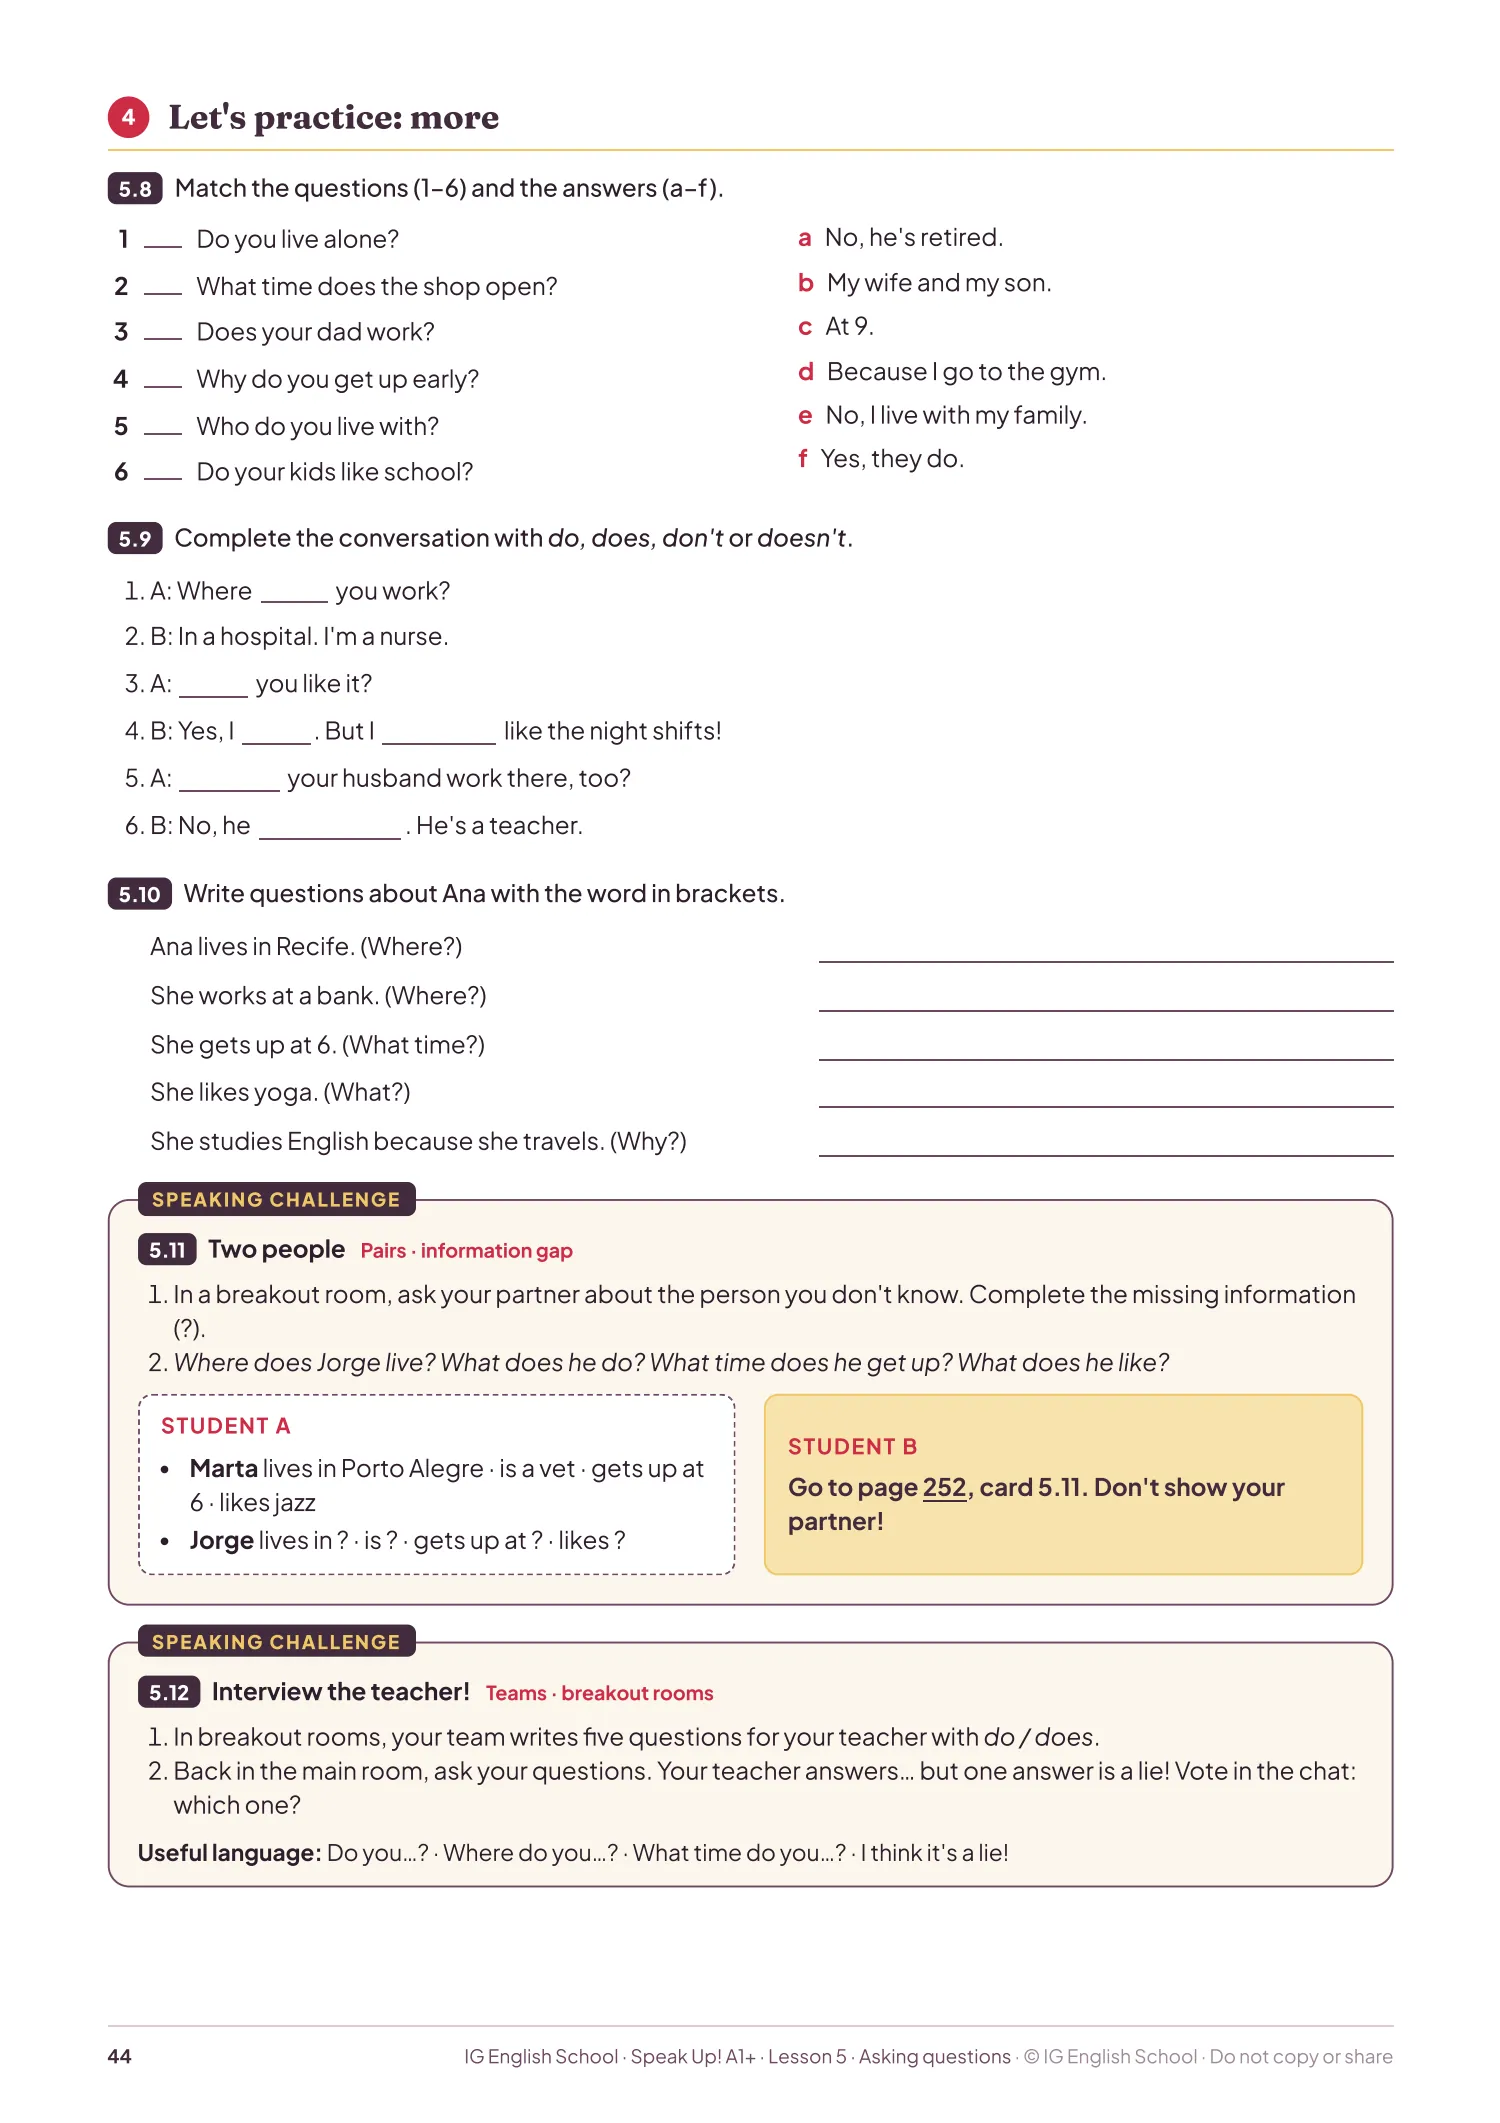 4 Let's practice: more
5.8 Match the questions (1–6) and the answers (a–f).
1 ___ Do you live alone?
2 ___ What time does the shop open?
3 ___ Does your dad work?
4 ___ Why do you get up early?
5 ___ Who do you live with?
6 ___ Do your kids like school?
a No, he's retired.
b My wife and my son.
c At 9.
d Because I go to the gym.
e No, I live with my family.
f Yes, they do.
5.9 Complete the conversation with do, does, don't or doesn't.
1. A: Where _____ you work?
2. B: In a hospital. I'm a nurse.
3. A: _____ you like it?
4. B: Yes, I _____ . But I ________ like the night shifts!
5. A: _______ your husband work there, too?
6. B: No, he __________ . He's a teacher.
5.10 Write questions about Ana with the word in brackets.
Ana lives in Recife. (Where?)
She works at a bank. (Where?)
She gets up at 6. (What time?)
She likes yoga. (What?)
She studies English because she travels. (Why?)
SPEAKING CHALLENGE
5.11 Two people Pairs · information gap
1. In a breakout room, ask your partner about the person you don't know. Complete the missing information
(?).
2. Where does Jorge live? What does he do? What time does he get up? What does he like?
STUDENT A
• Marta lives in Porto Alegre · is a vet · gets up at
6 · likes jazz
• Jorge lives in ? · is ? · gets up at ? · likes ?
STUDENT B
Go to page 252, card 5.11. Don't show your
partner!
SPEAKING CHALLENGE
5.12 Interview the teacher! Teams · breakout rooms
1. In breakout rooms, your team writes five questions for your teacher with do / does.
2. Back in the main room, ask your questions. Your teacher answers… but one answer is a lie! Vote in the chat:
which one?
Useful language: Do you…? · Where do you…? · What time do you…? · I think it's a lie!
44 IG English School · Speak Up! A1+ · Lesson 5 · Asking questions · © IG English School · Do not copy or share